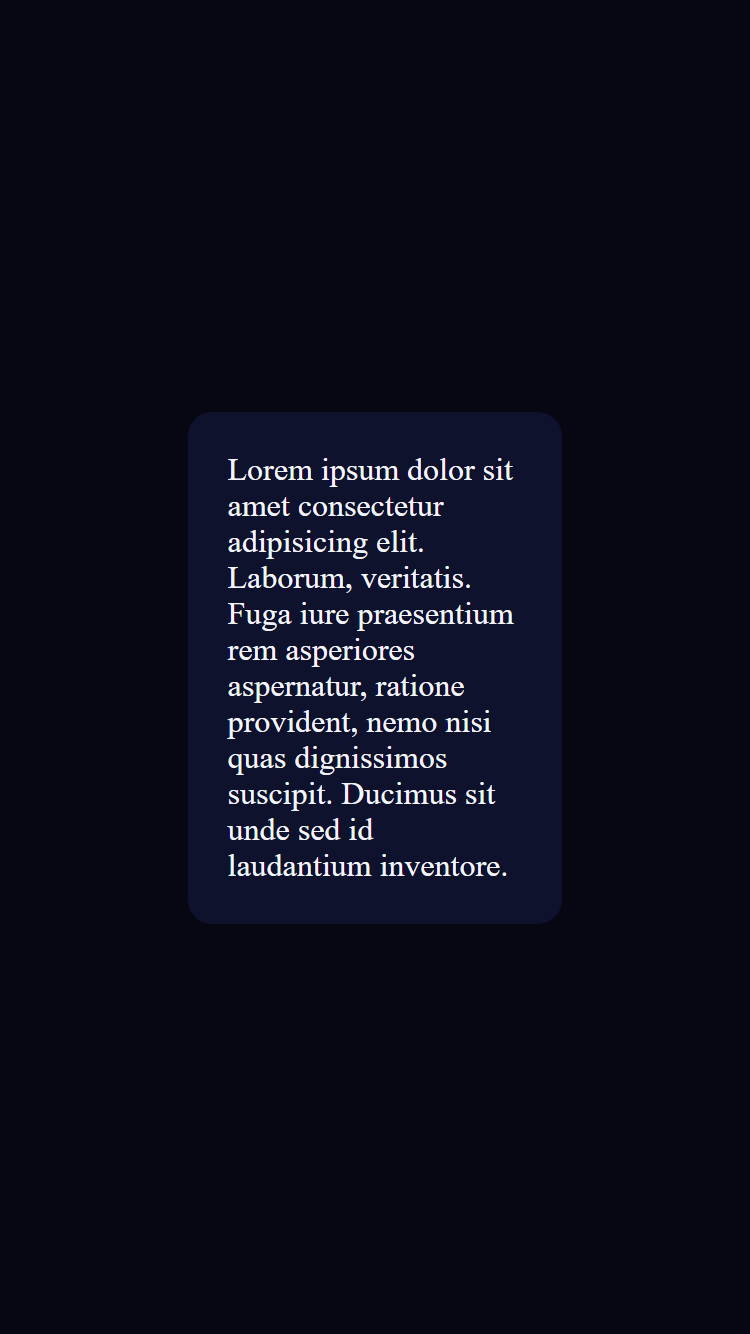 Lorem ipsum dolor sit
amet consectetur
adipisicing elit.
Laborum, veritatis.
Fuga iure praesentium
rem asperiores
aspernatur, ratione
provident, nemo nisi
quas dignissimos
suscipit. Ducimus sit
unde sed id
laudantium inventore.